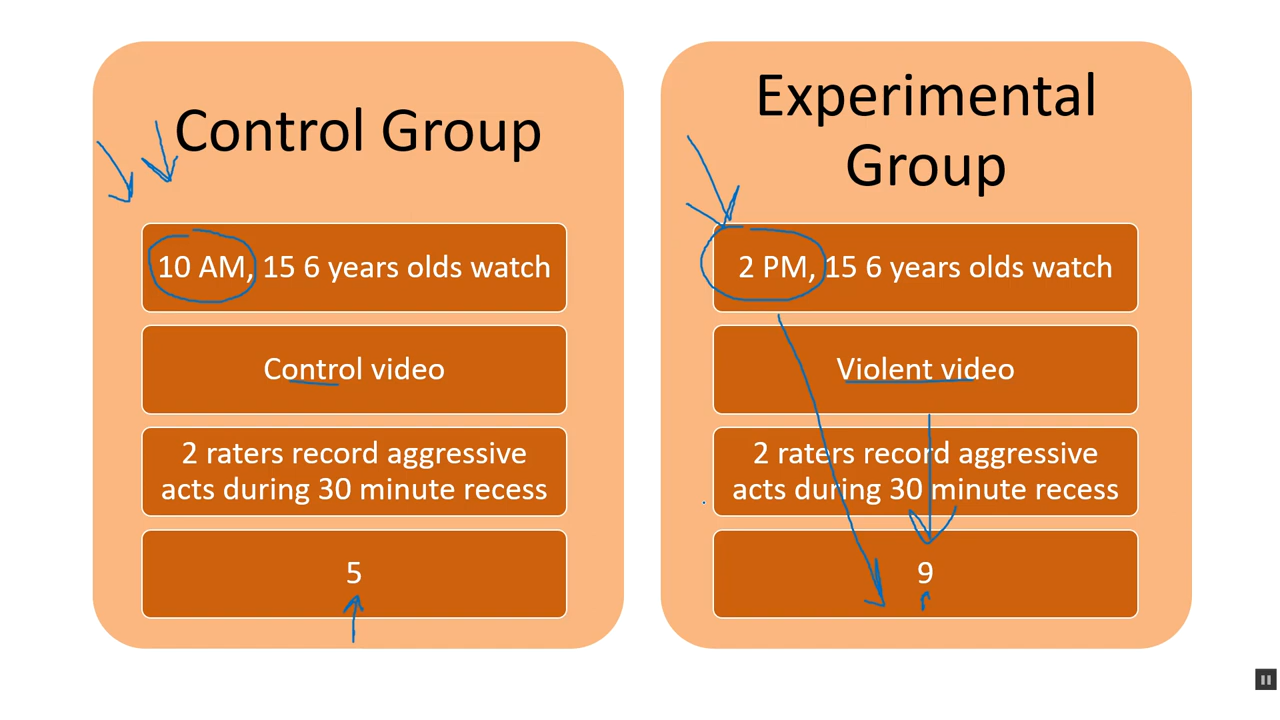 Control Group
10 AM, 15 6 years olds watch
Control video
2 raters record aggressive
acts during 30 minute recess
5
Experimental
Group
2 PM, 15 6 years olds watch
Violent video
2 raters record aggressive
acts during 30 minute recess
9